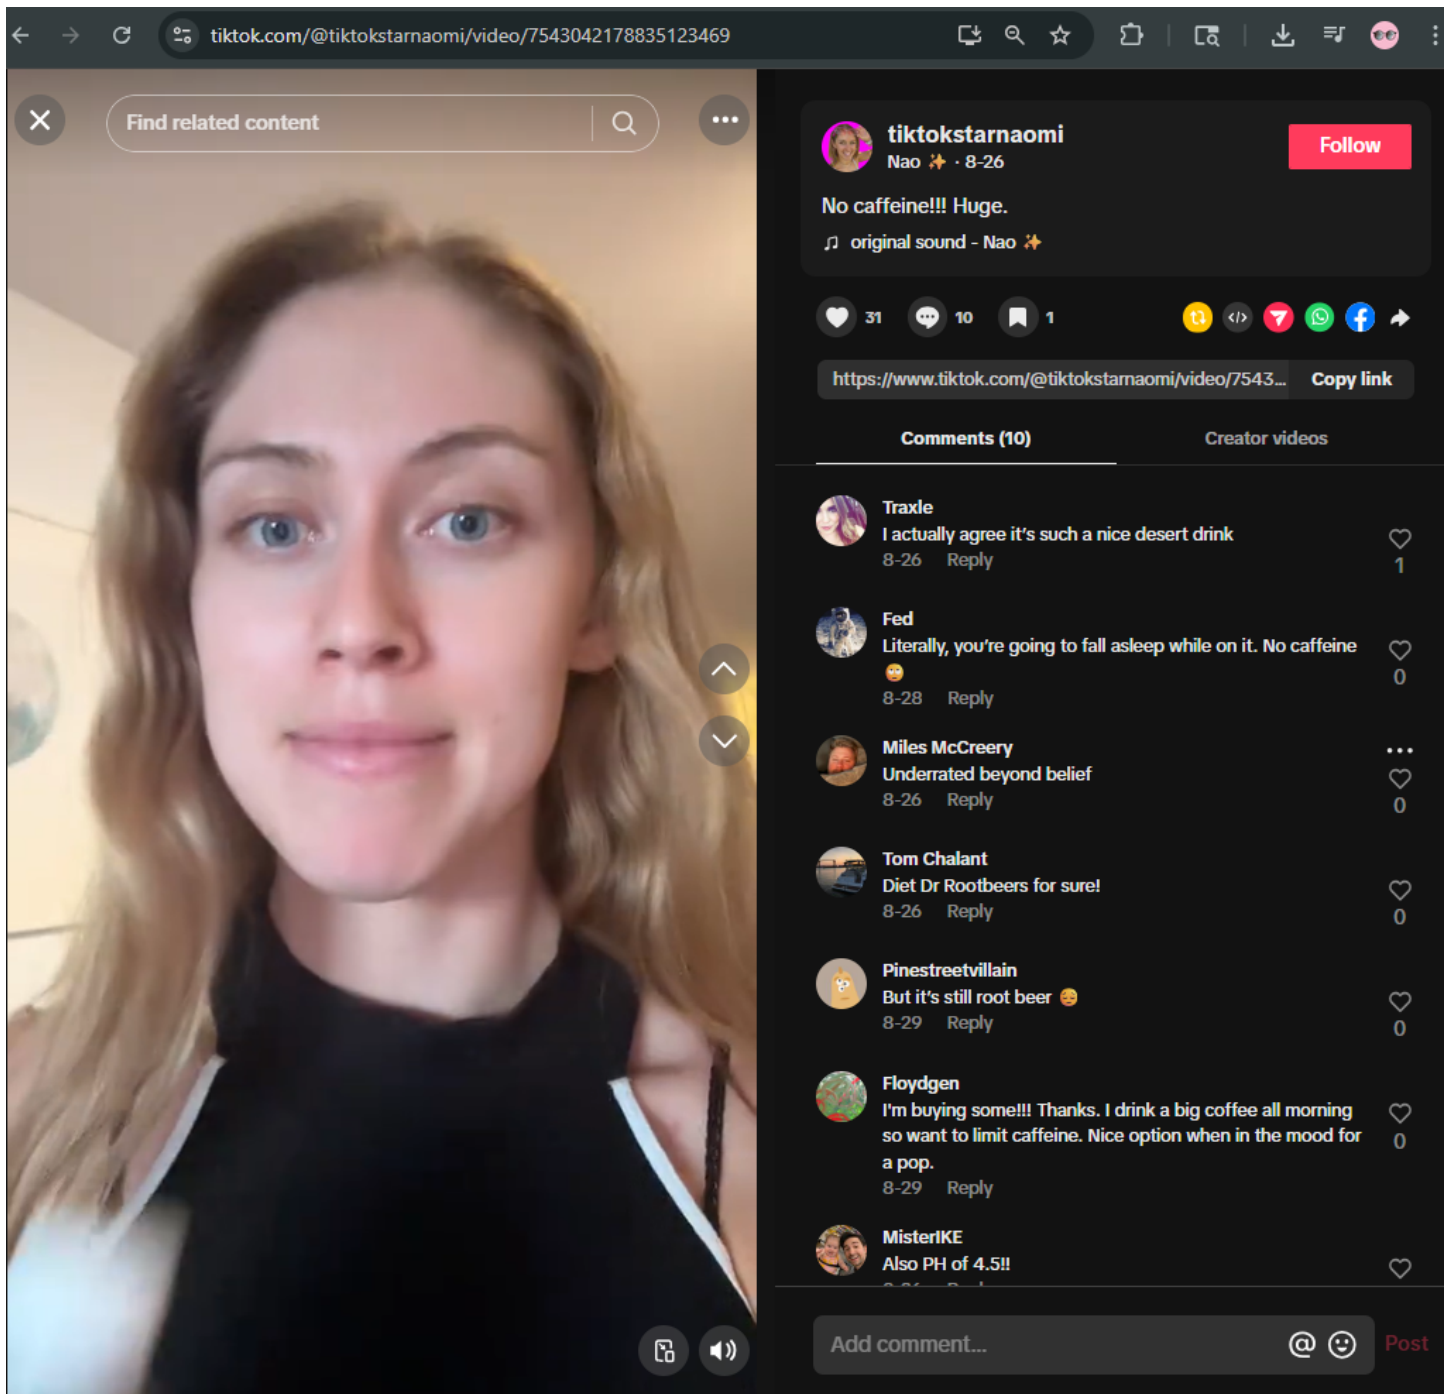 tiktok.com/@tiktokstarnaomi/video/7543042178835123469
Find related content
tiktokstarnaomi
Nao ✨ · 8-26
Follow
No caffeine!!! Huge.
♫ original sound - Nao ✨
31
10
1
https://www.tiktok.com/@tiktokstarnaomi/video/7543...
Copy link
Comments (10)
Creator videos
Traxle
I actually agree it's such a nice desert drink
8-26 Reply
1
Fed
Literally, you're going to fall asleep while on it. No caffeine
🙄
0
8-28 Reply
Miles McCreery
Underrated beyond belief
8-26 Reply
0
Tom Chalant
Diet Dr Rootbeers for sure!
8-26 Reply
0
Pinestreetvillain
But it's still root beer 😌
8-29 Reply
0
Floydgen
I'm buying some!!! Thanks. I drink a big coffee all morning
so want to limit caffeine. Nice option when in the mood for
a pop.
0
8-29 Reply
MisterIKE
Also PH of 4.5!!
Add comment...
@
Post